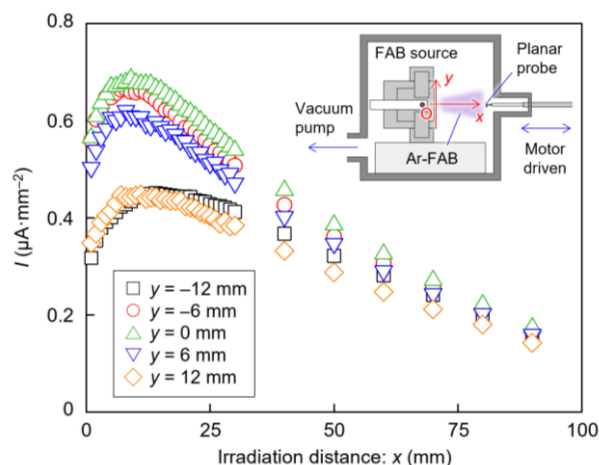 0.8
0.6
0.4
0.2
0
I (μA·mm⁻²)
FAB source
Planar
probe
y
O
x
Vacuum
pump
Ar-FAB
Motor
driven
y = −12 mm
y = −6 mm
y = 0 mm
y = 6 mm
y = 12 mm
0
25
50
75
100
Irradiation distance: x (mm)